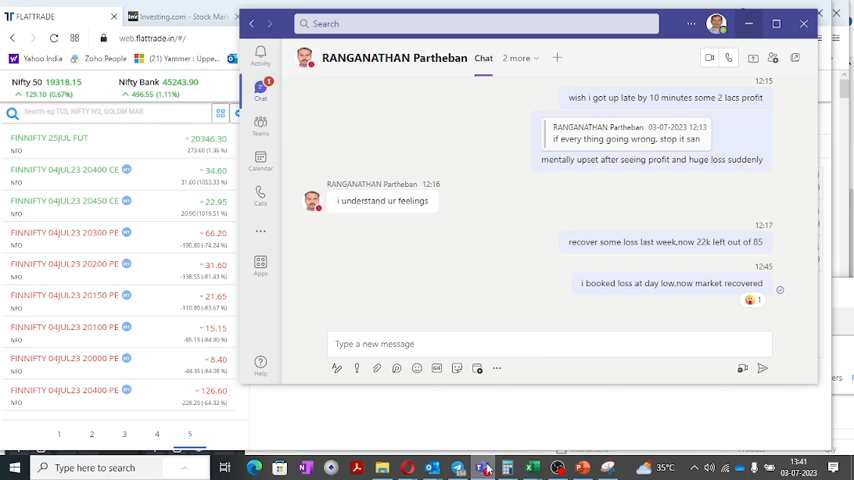 FLATTRADE
Investing.com - Stock Mark
web.flattrade.in/#/
Yahoo India
Zoho People
(21) Yammer : Uppe...
Nifty 50 19318.15
129.10 (0.67%)
Nifty Bank 45243.90
496.55 (1.11%)
Search eg:TCS, NIFTY W2, GOLDM MAR
FINNIFTY 25JUL FUT
20346.30
NFO
273.60 (1.36 %)
FINNIFTY 04JUL23 20400 CE W1
34.60
NFO
31.60 (1053.33 %)
FINNIFTY 04JUL23 20450 CE W1
22.95
NFO
20.90 (1019.51 %)
FINNIFTY 04JUL23 20300 PE W1
66.20
NFO
-190.80 (-74.24 %)
FINNIFTY 04JUL23 20200 PE W1
31.60
NFO
-138.55 (-81.43 %)
FINNIFTY 04JUL23 20150 PE W1
21.65
NFO
-110.90 (-83.67 %)
FINNIFTY 04JUL23 20100 PE W1
15.15
NFO
-85.15 (-84.90 %)
FINNIFTY 04JUL23 20000 PE W1
8.40
NFO
-44.35 (-84.08 %)
FINNIFTY 04JUL23 20400 PE W1
126.60
NFO
-228.20 (-64.32 %)
1 2 3 4 5
Search
Activity
1
Chat
Teams
Calendar
Calls
Apps
Help
RANGANATHAN Partheban
Chat
2 more
12:15
wish i got up late by 10 minutes some 2 lacs profit
RANGANATHAN Partheban 03-07-2023 12:13
if every thing going wrong. stop it san
mentally upset after seeing profit and huge loss suddenly
RANGANATHAN Partheban 12:16
i understand ur feelings
12:17
recover some loss last week,now 22k left out of 85
12:45
i booked loss at day low,now market recovered
1
Type a new message
GIF
Type here to search
35°C
13:41
03-07-2023